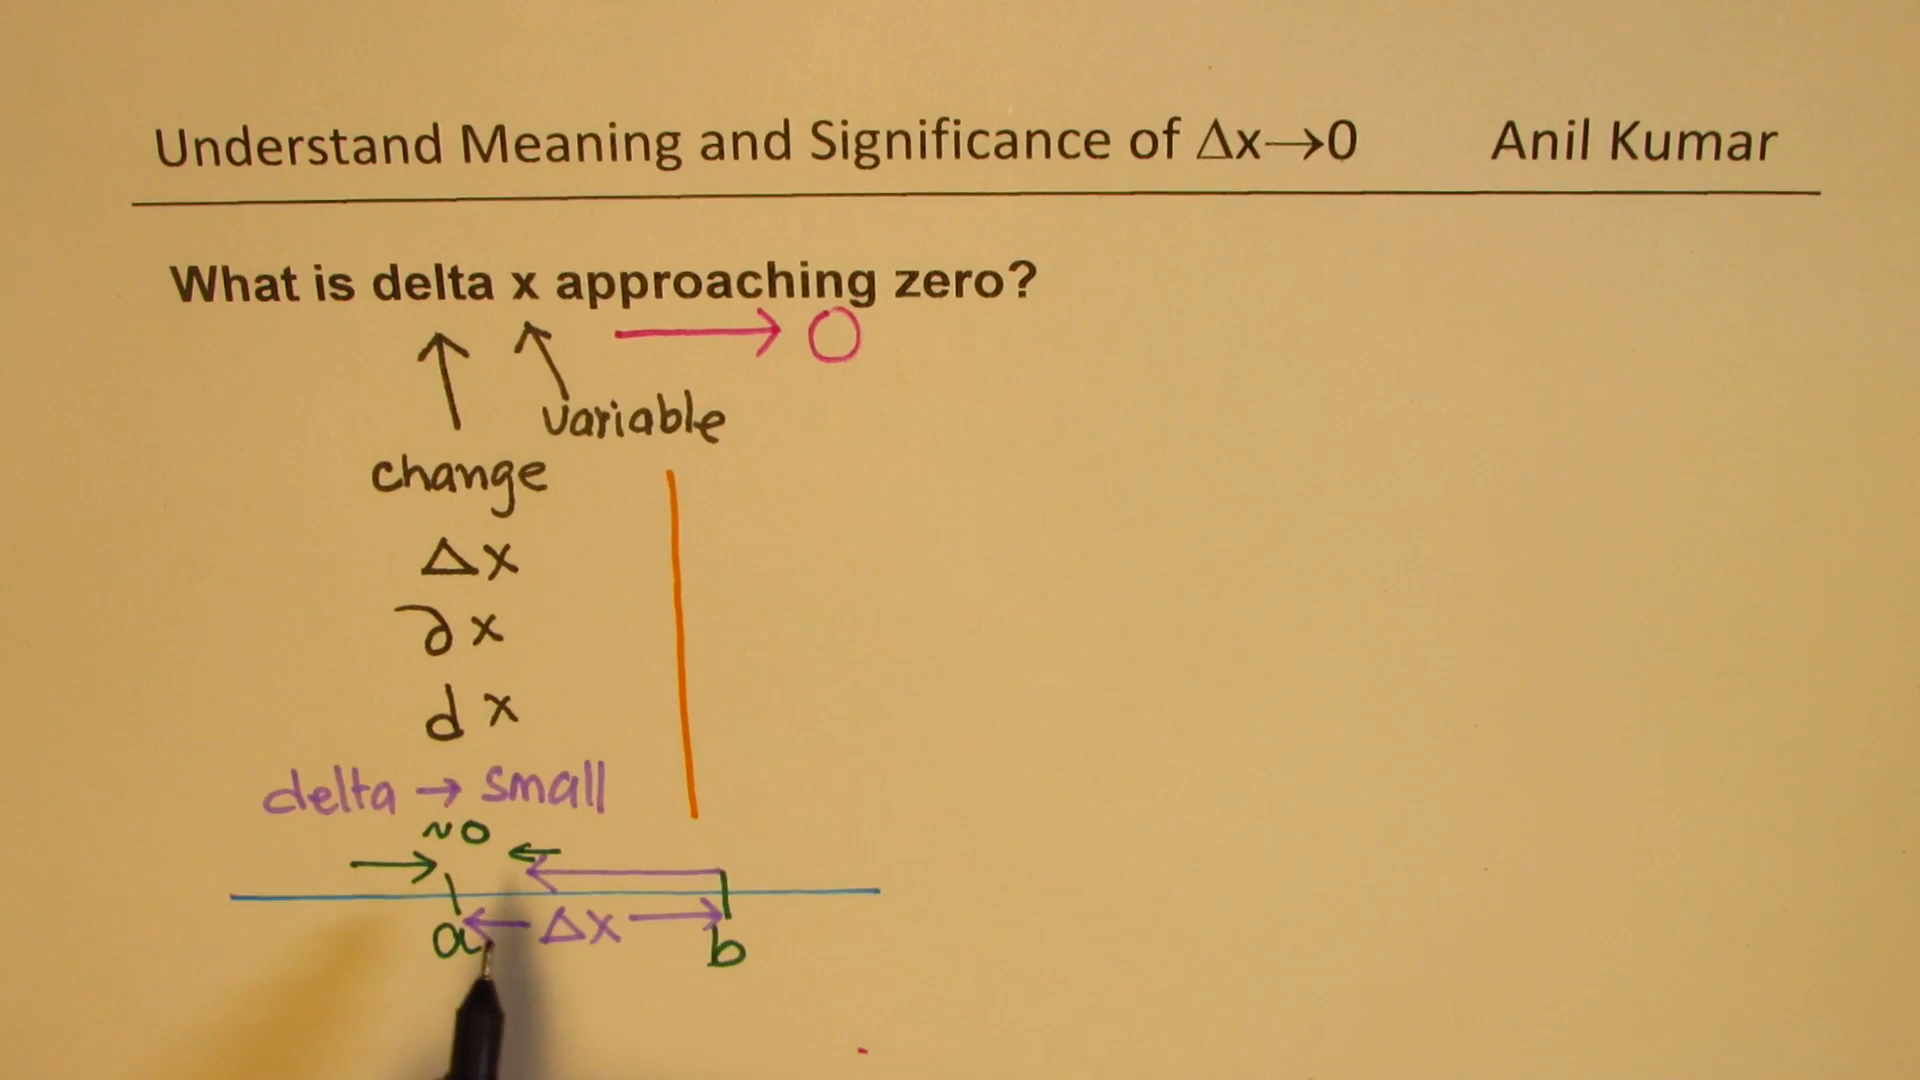 Understand Meaning and Significance of Δx→0 Anil Kumar
What is delta x approaching zero?
→ 0
variable
change
Δx
∂x
dx
delta → small
~0
← Δx →
a b